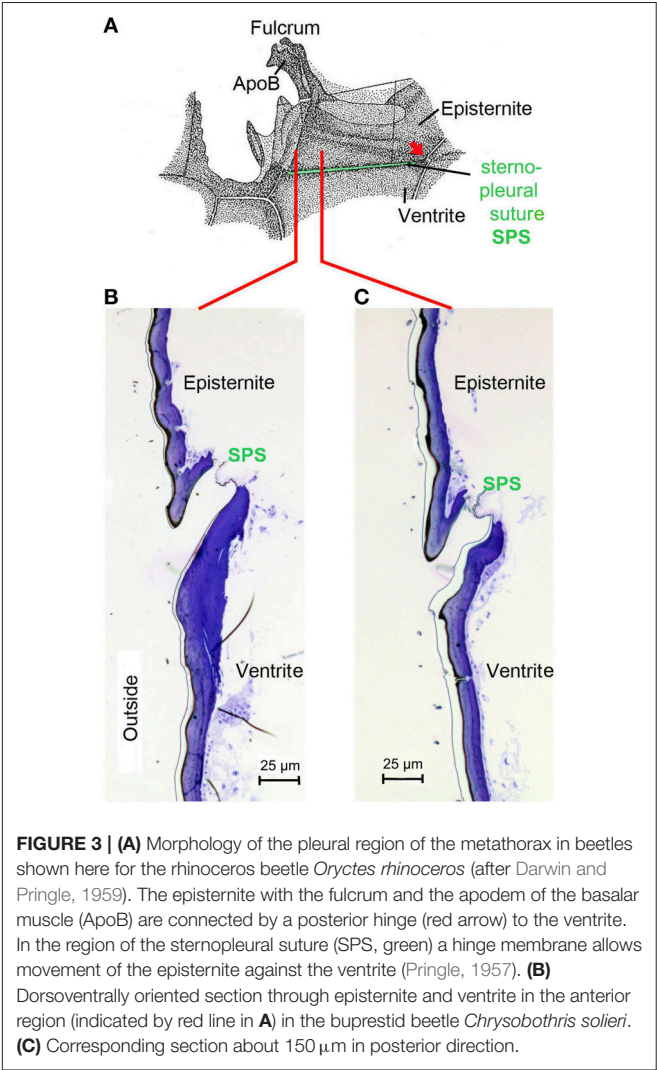 A
Fulcrum
ApoB
Episternite
sterno-
pleural
suture
SPS
Ventrite
B
Episternite
SPS
Ventrite
Outside
25 µm
C
Episternite
SPS
Ventrite
25 µm
FIGURE 3 | (A) Morphology of the pleural region of the metathorax in beetles
shown here for the rhinoceros beetle Oryctes rhinoceros (after Darwin and
Pringle, 1959). The episternite with the fulcrum and the apodem of the basalar
muscle (ApoB) are connected by a posterior hinge (red arrow) to the ventrite.
In the region of the sternopleural suture (SPS, green) a hinge membrane allows
movement of the episternite against the ventrite (Pringle, 1957). (B)
Dorsoventrally oriented section through episternite and ventrite in the anterior
region (indicated by red line in A) in the buprestid beetle Chrysobothris solieri.
(C) Corresponding section about 150 µm in posterior direction.